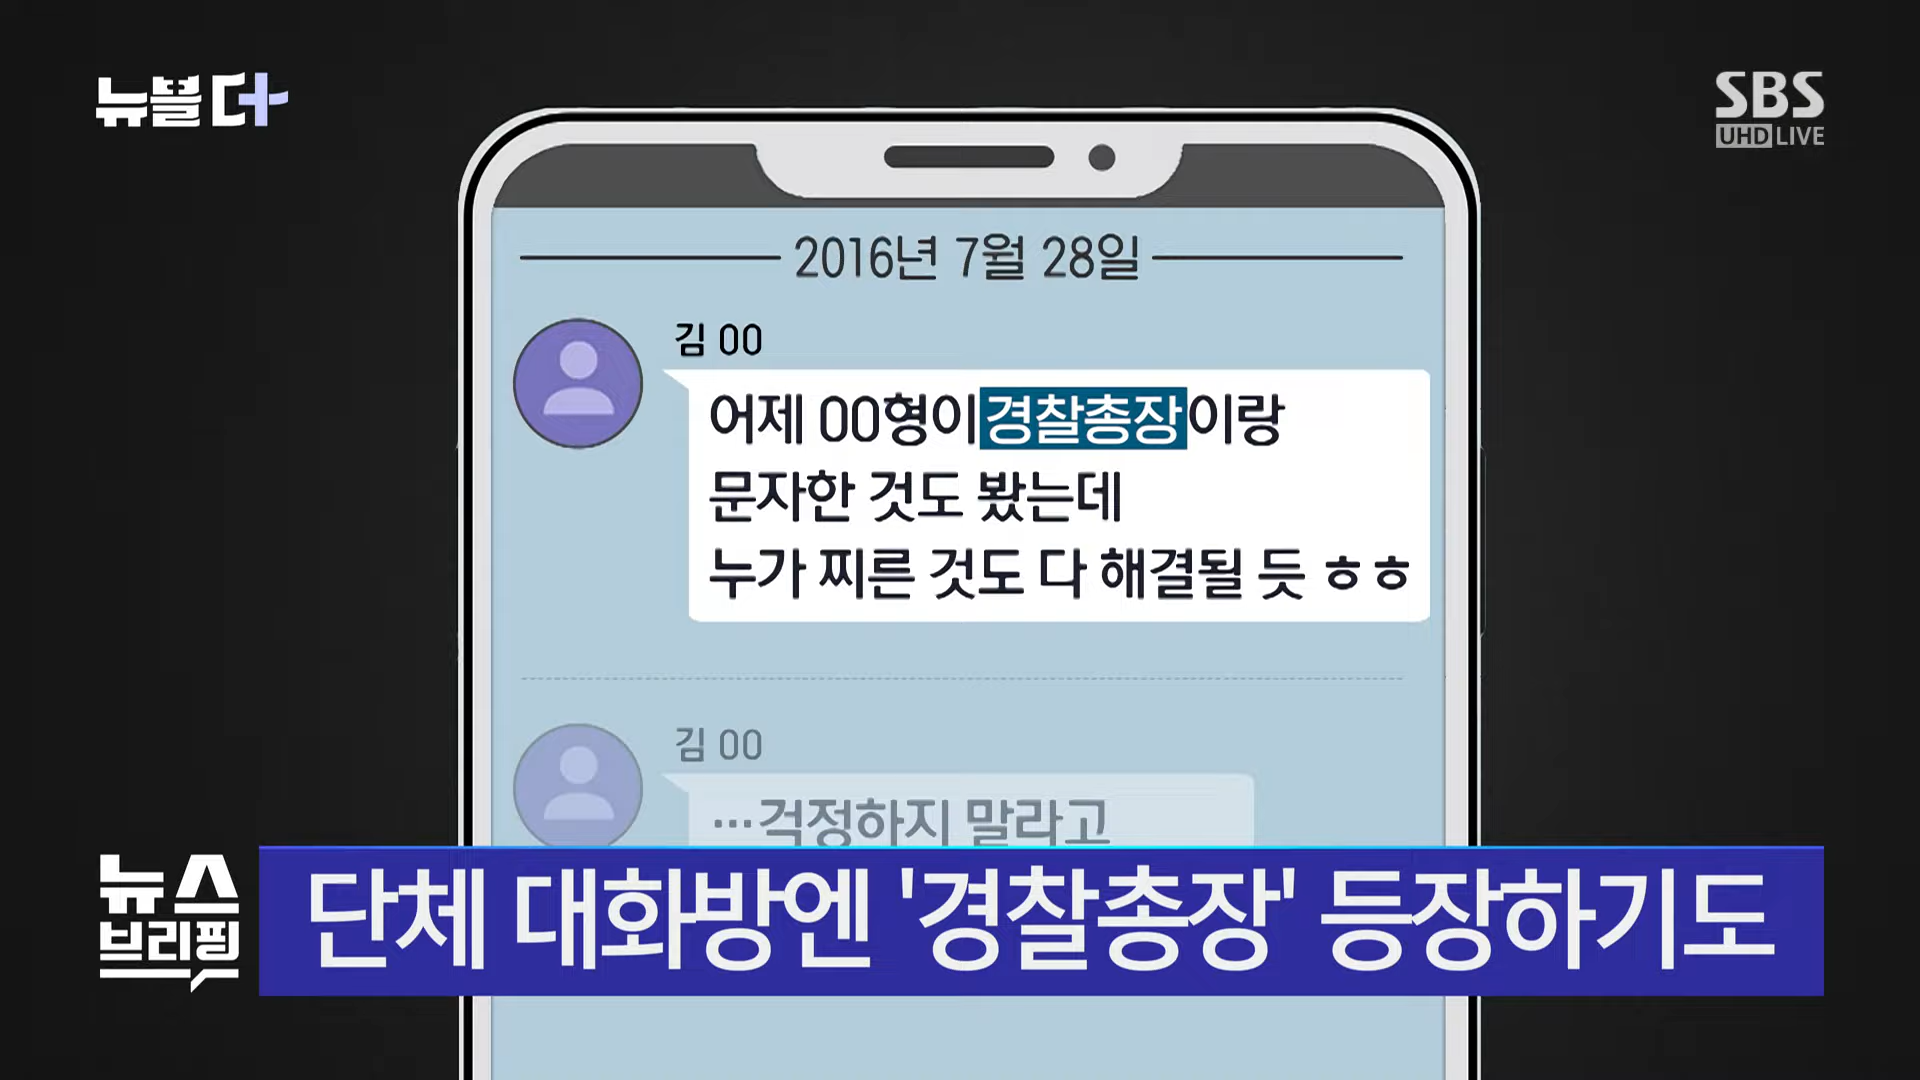 뉴블더+
SBS
UHD LIVE
2016년 7월 28일
김 00
어제 00형이 경찰총장이랑
문자한 것도 봤는데
누가 찌른 것도 다 해결될 듯 ㅎㅎ
김 00
…걱정하지 말라고
뉴스
브리핑
단체 대화방엔 '경찰총장' 등장하기도